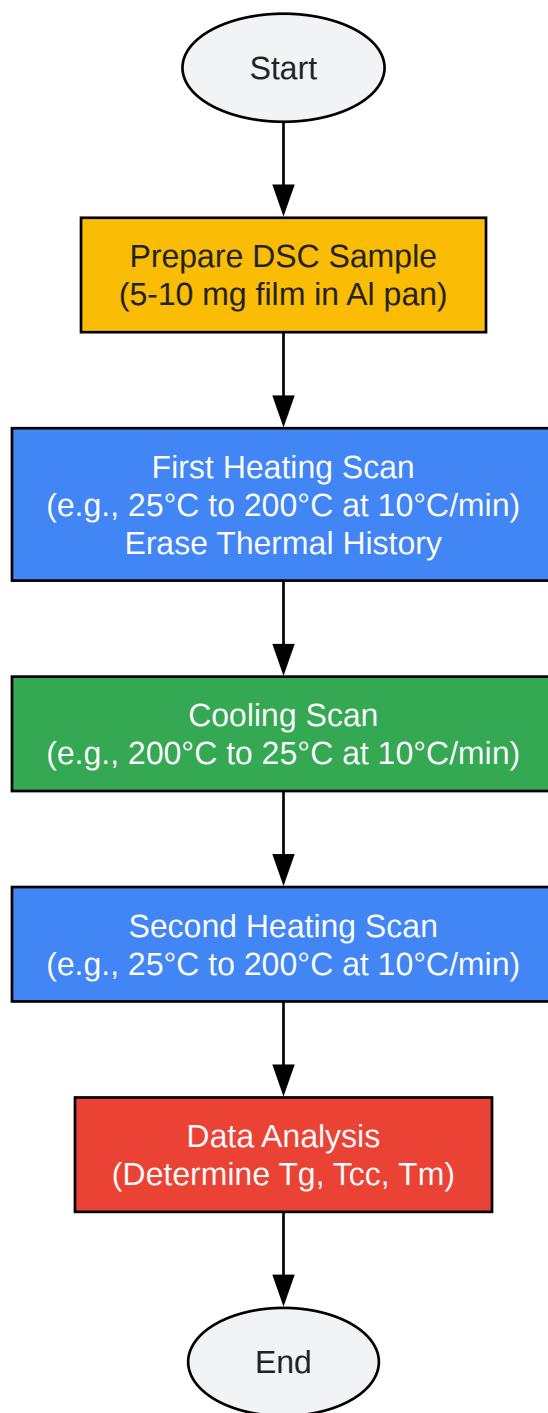 Start
Prepare DSC Sample
(5-10 mg film in Al pan)
First Heating Scan
(e.g., 25°C to 200°C at 10°C/min)
Erase Thermal History
Cooling Scan
(e.g., 200°C to 25°C at 10°C/min)
Second Heating Scan
(e.g., 25°C to 200°C at 10°C/min)
Data Analysis
(Determine Tg, Tcc, Tm)
End